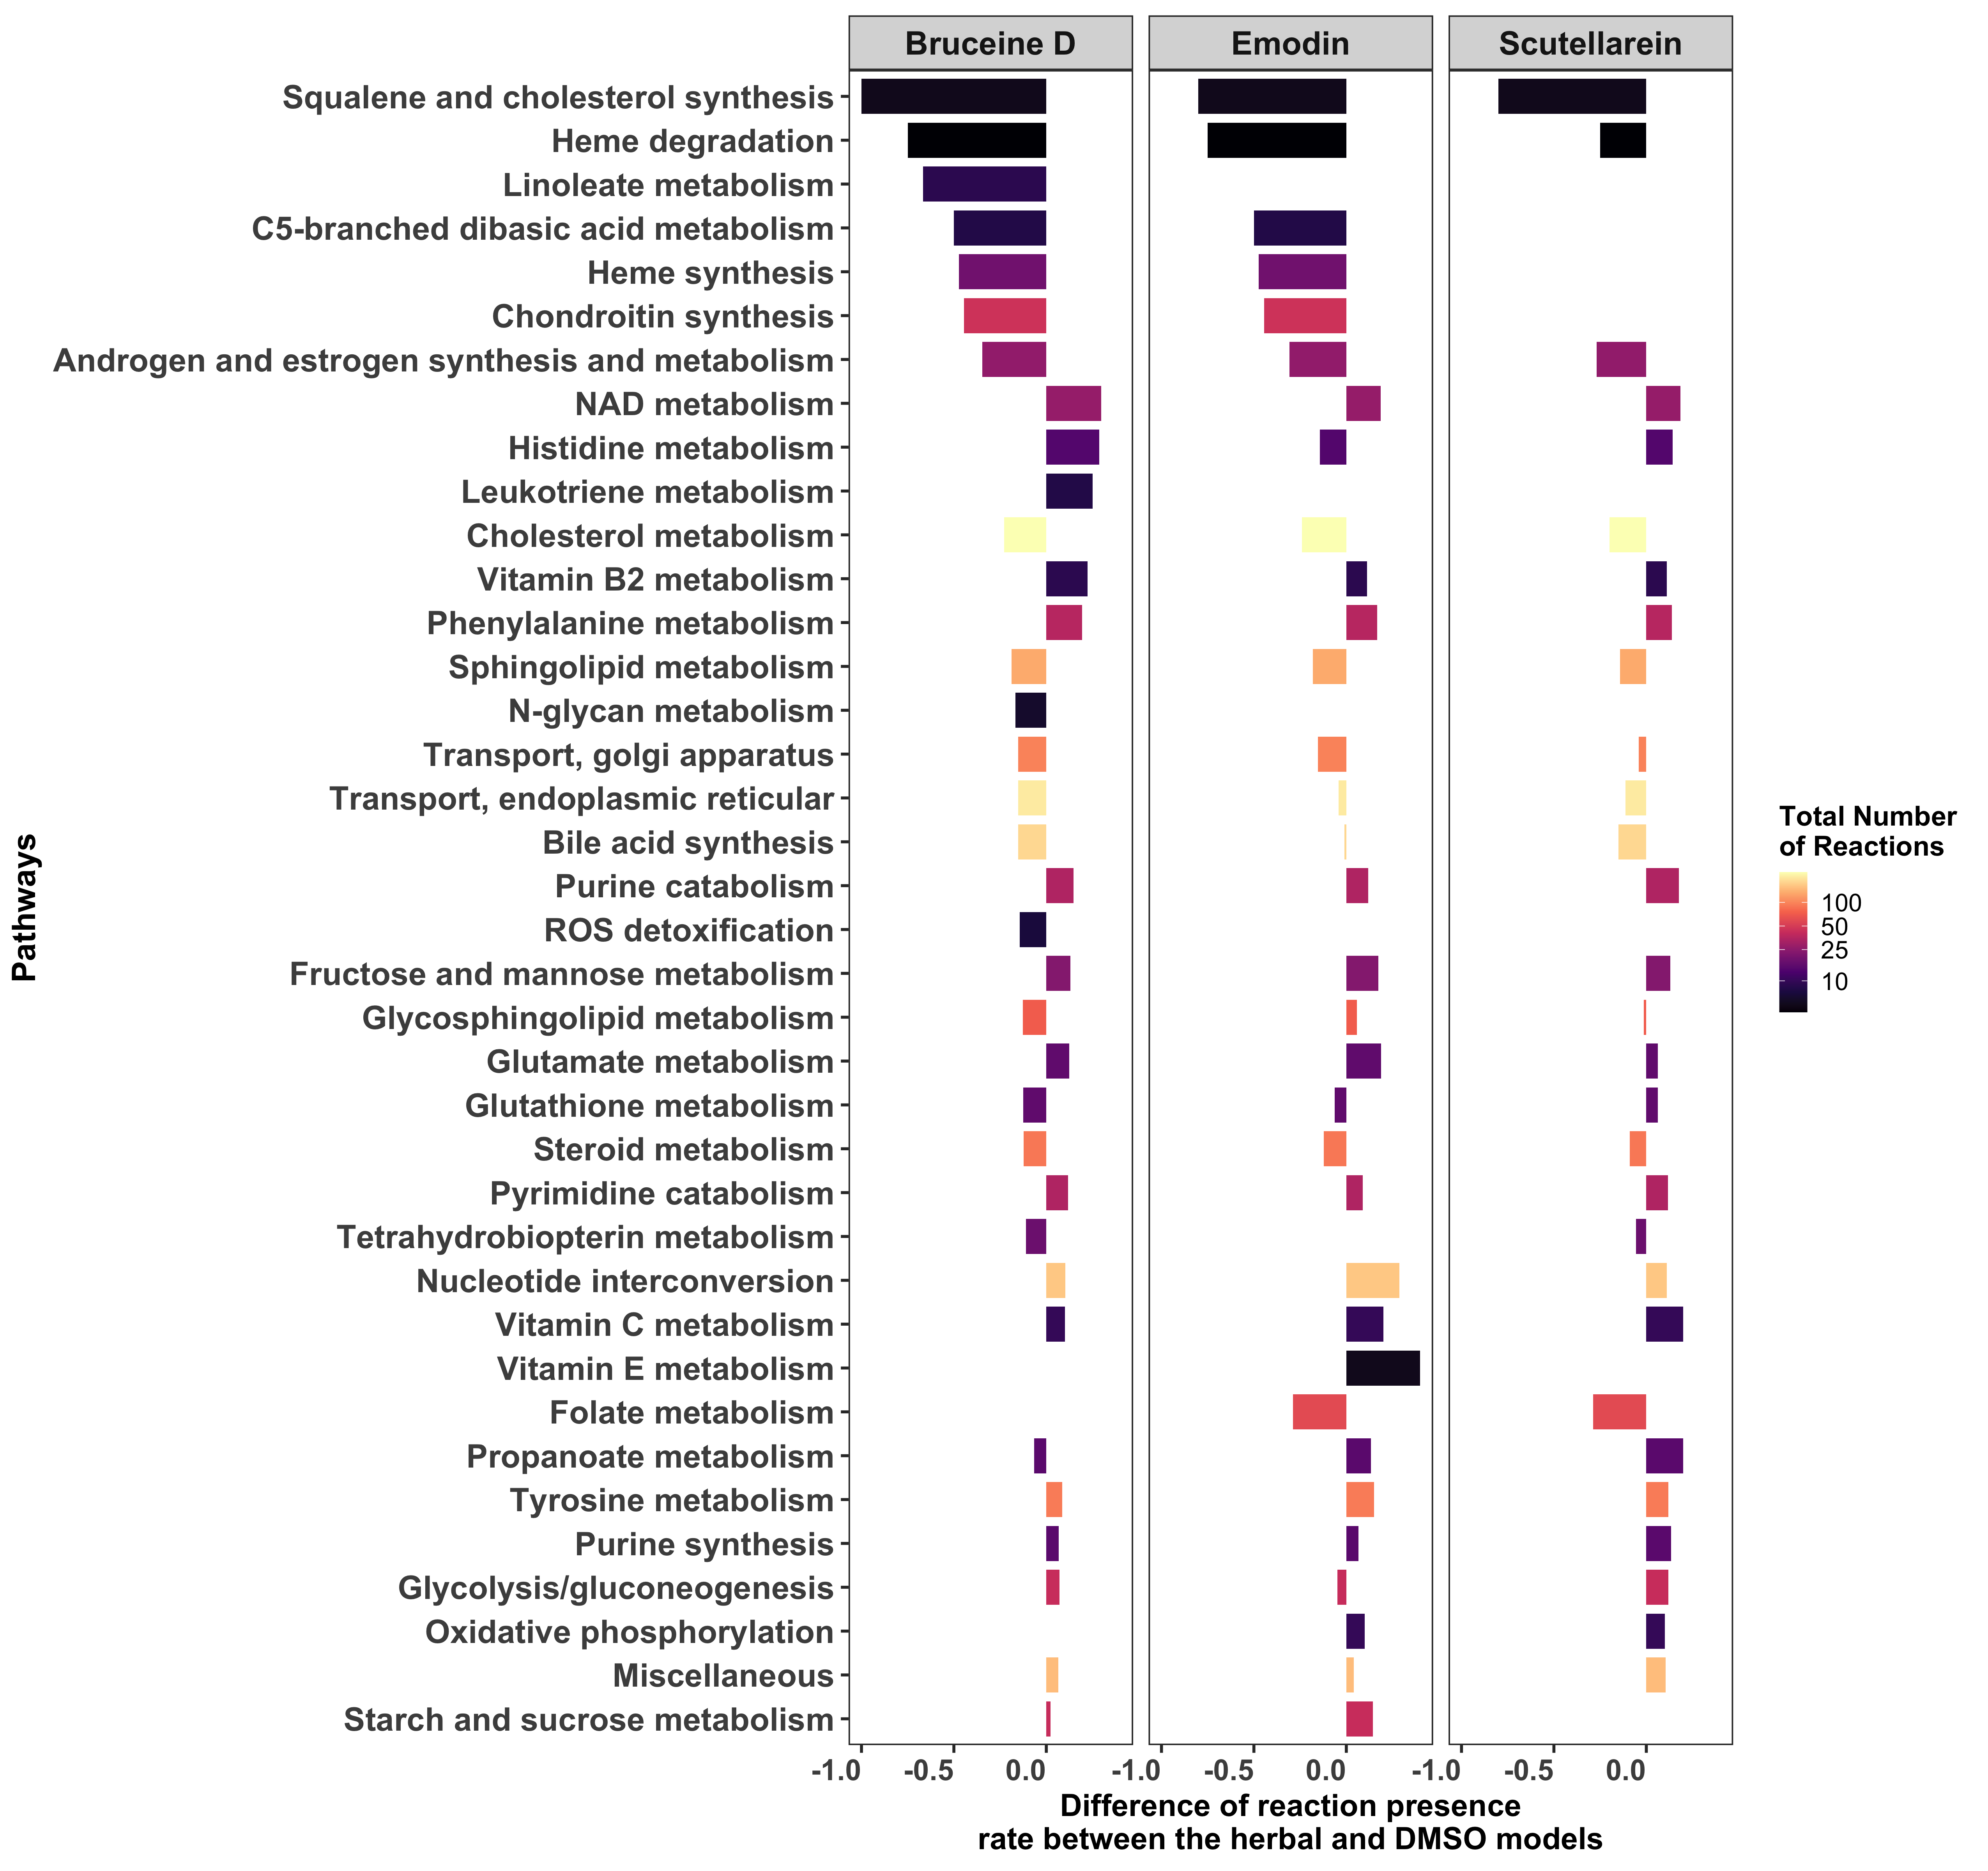 Bruceine D
Emodin
Scutellarein
Squalene and cholesterol synthesis
Heme degradation
Linoleate metabolism
C5-branched dibasic acid metabolism
Heme synthesis
Chondroitin synthesis
Androgen and estrogen synthesis and metabolism
NAD metabolism
Histidine metabolism
Leukotriene metabolism
Cholesterol metabolism
Vitamin B2 metabolism
Phenylalanine metabolism
Sphingolipid metabolism
N-glycan metabolism
Transport, golgi apparatus
Transport, endoplasmic reticular
Bile acid synthesis
Purine catabolism
ROS detoxification
Fructose and mannose metabolism
Glycosphingolipid metabolism
Glutamate metabolism
Glutathione metabolism
Steroid metabolism
Pyrimidine catabolism
Tetrahydrobiopterin metabolism
Nucleotide interconversion
Vitamin C metabolism
Vitamin E metabolism
Folate metabolism
Propanoate metabolism
Tyrosine metabolism
Purine synthesis
Glycolysis/gluconeogenesis
Oxidative phosphorylation
Miscellaneous
Starch and sucrose metabolism
Pathways
-1.0 -0.5 0.0 -1.0 -0.5 0.0 -1.0 -0.5 0.0
Difference of reaction presence
rate between the herbal and DMSO models
Total Number
of Reactions
100
50
25
10